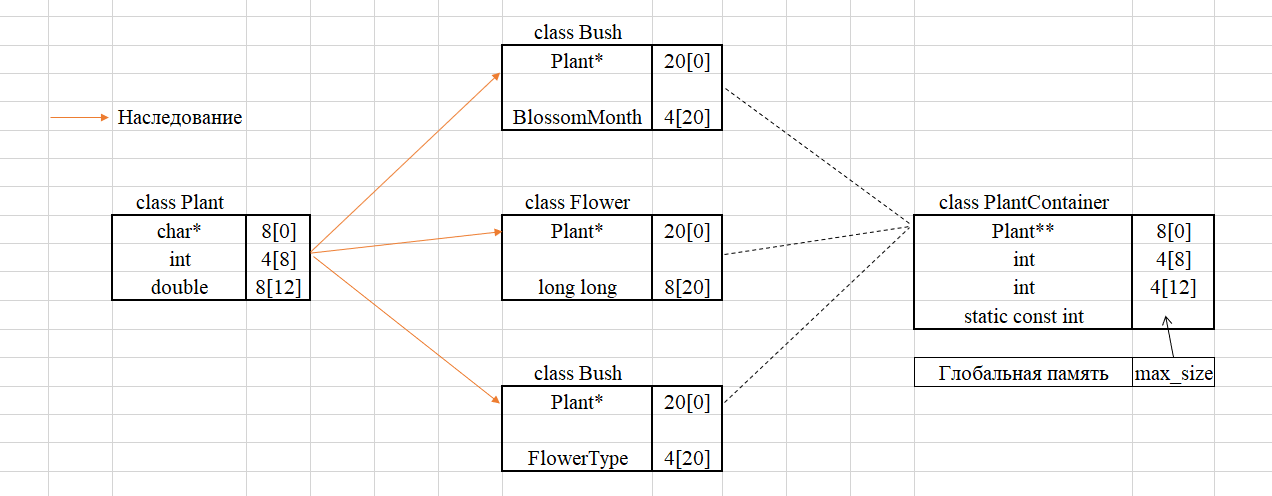 class Bush
Plant* 20[0]
BlossomMonth 4[20]
Наследование
class Plant
char* 8[0]
int 4[8]
double 8[12]
class Flower
Plant* 20[0]
long long 8[20]
class PlantContainer
Plant** 8[0]
int 4[8]
int 4[12]
static const int
Глобальная память max_size
class Bush
Plant* 20[0]
FlowerType 4[20]